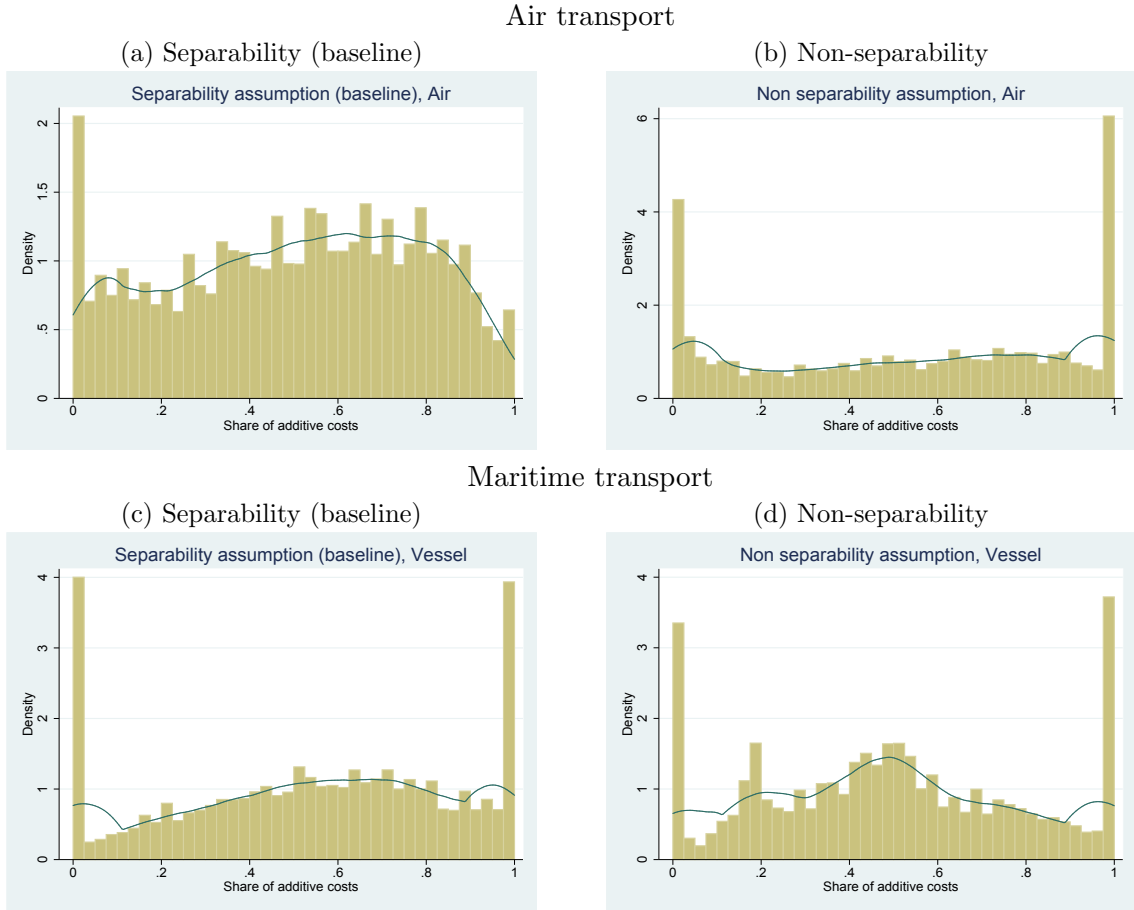 Air transport
(a) Separability (baseline)
(b) Non-separability
Separability assumption (baseline), Air
Density
0
.5
1
1.5
2
0
.2
.4
.6
.8
1
Share of additive costs
Non separability assumption, Air
Density
0
2
4
6
0
.2
.4
.6
.8
1
Share of additive costs
Maritime transport
(c) Separability (baseline)
(d) Non-separability
Separability assumption (baseline), Vessel
Density
0
1
2
3
4
0
.2
.4
.6
.8
1
Share of additive costs
Non separability assumption, Vessel
Density
0
1
2
3
4
0
.2
.4
.6
.8
1
Share of additive costs